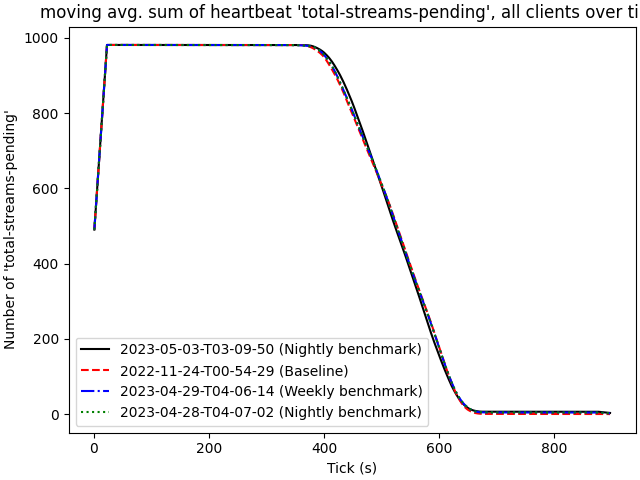 moving avg. sum of heartbeat 'total-streams-pending', all clients over ti
1000
800
600
400
200
0
Number of 'total-streams-pending'
2023-05-03-T03-09-50 (Nightly benchmark)
2022-11-24-T00-54-29 (Baseline)
2023-04-29-T04-06-14 (Weekly benchmark)
2023-04-28-T04-07-02 (Nightly benchmark)
0 200 400 600 800
Tick (s)